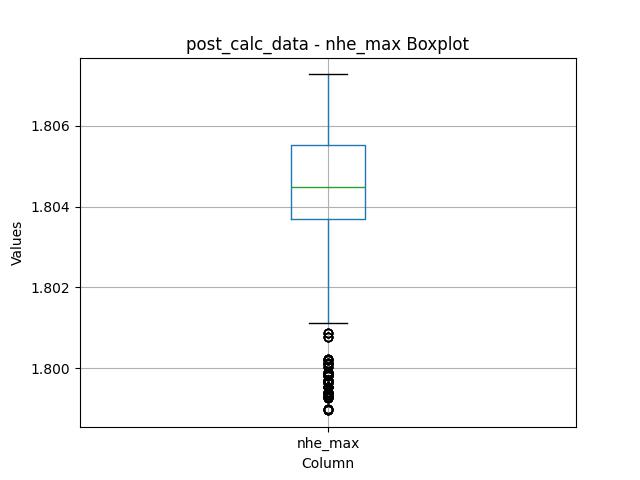 post_calc_data - nhe_max Boxplot
1.806
1.804
1.802
1.800
Values
nhe_max
Column